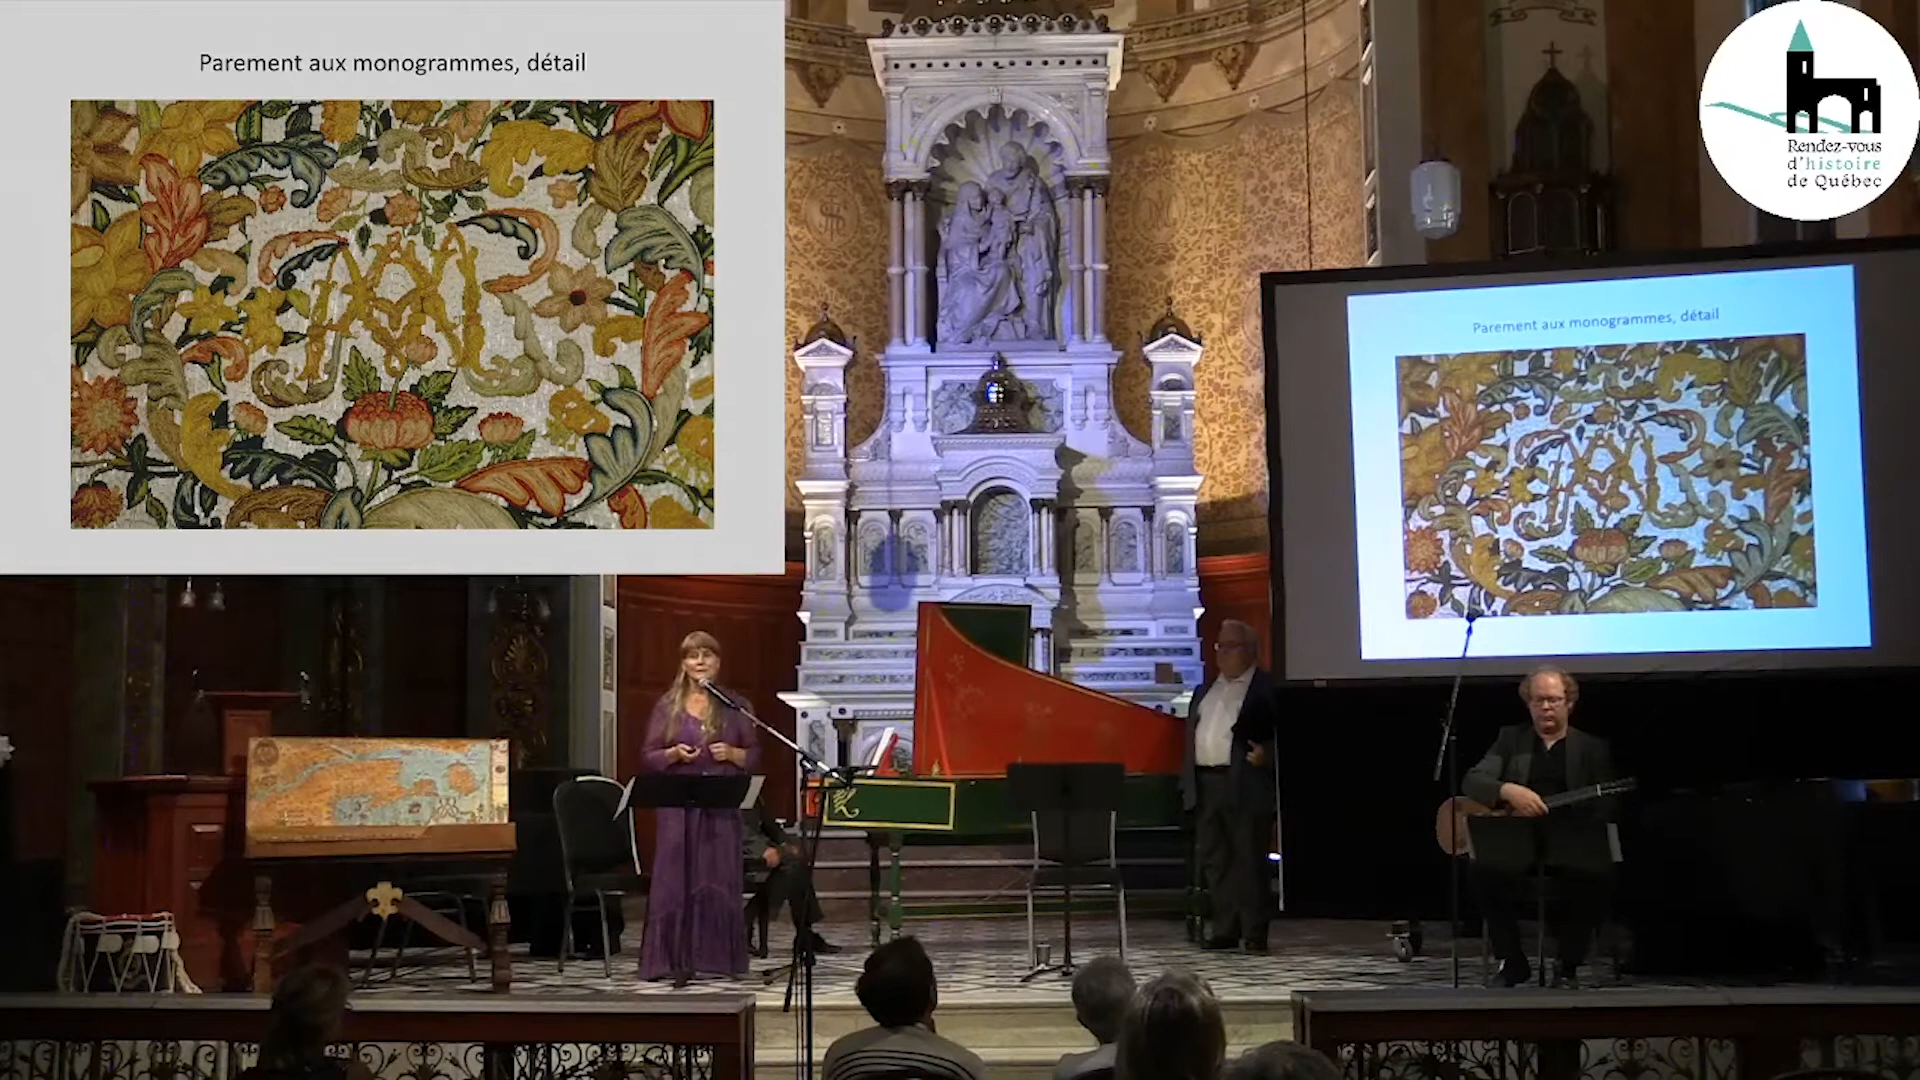 Parement aux monogrammes, détail
Rendez-vous
d'histoire
de Québec
Parement aux monogrammes, détail